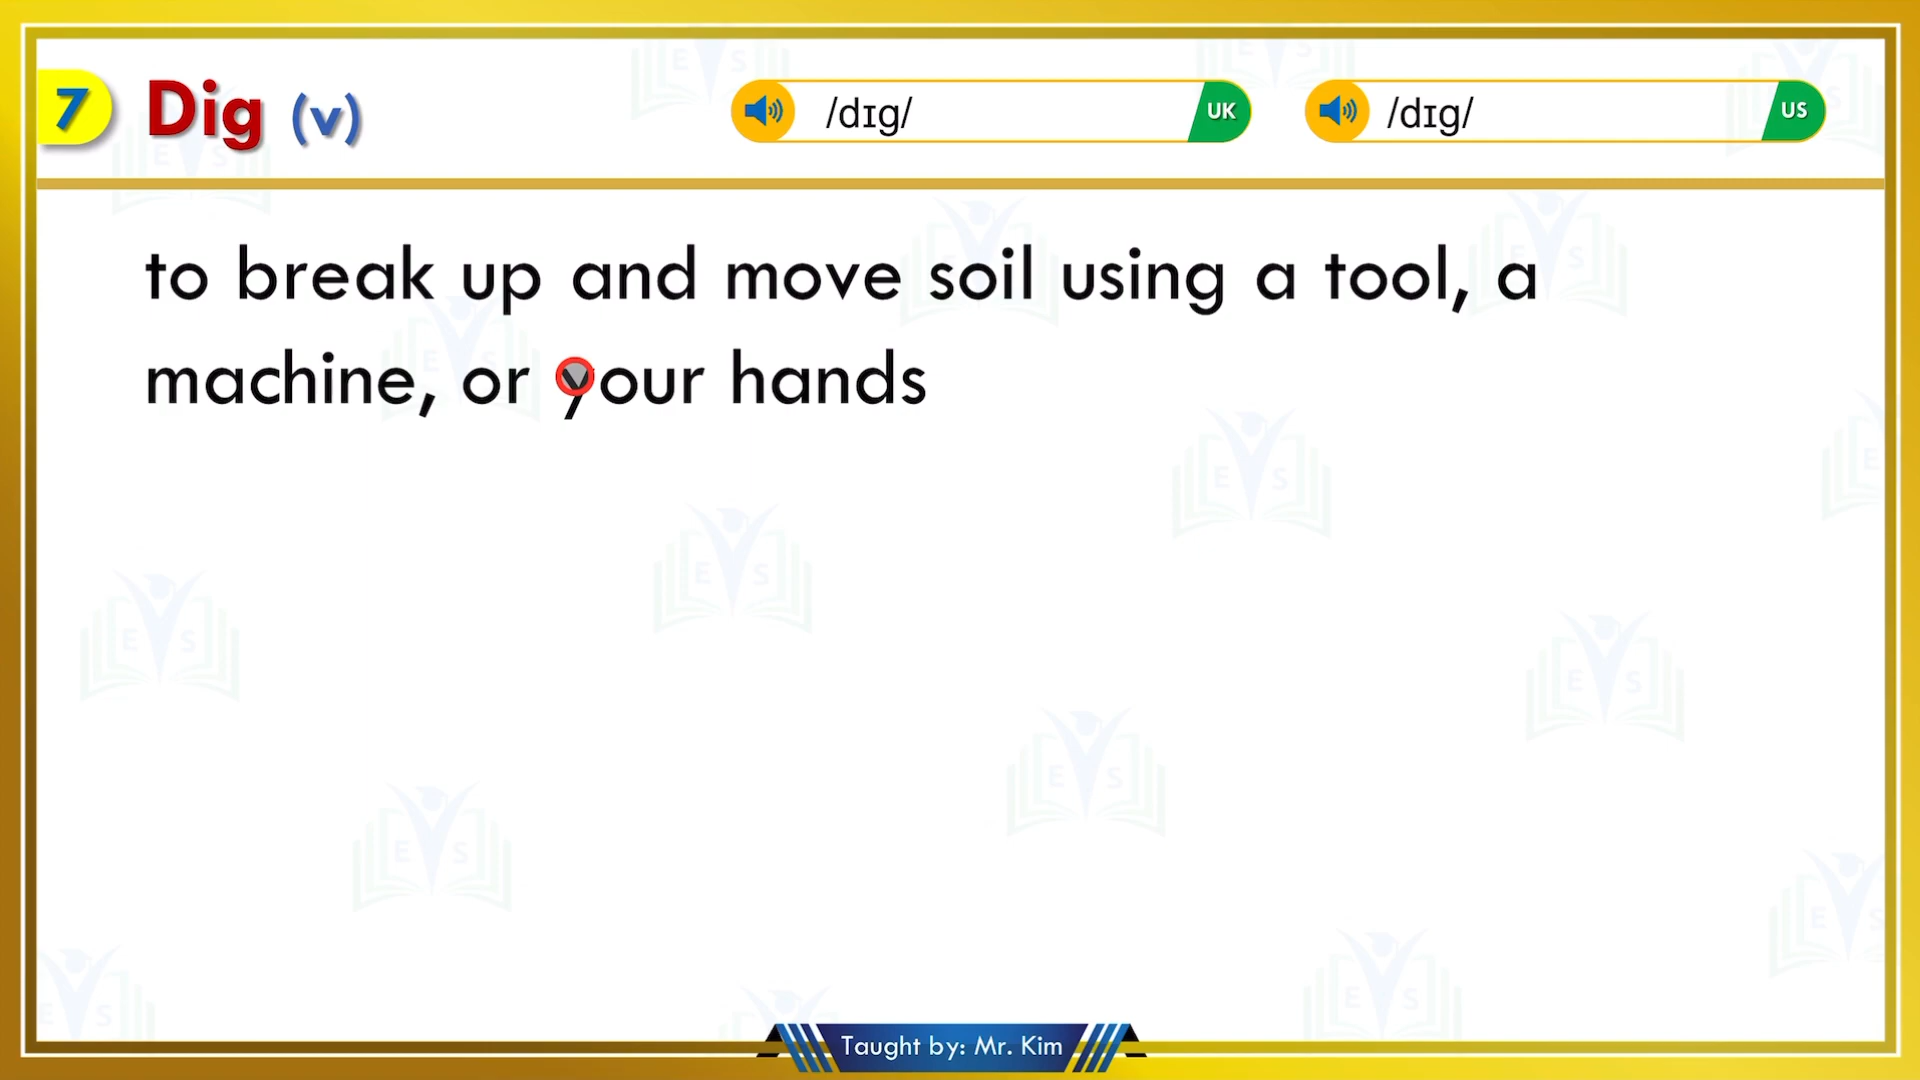 7 Dig (v)
/dɪg/ UK
/dɪg/ US
to break up and move soil using a tool, a
machine, or your hands
Taught by: Mr. Kim